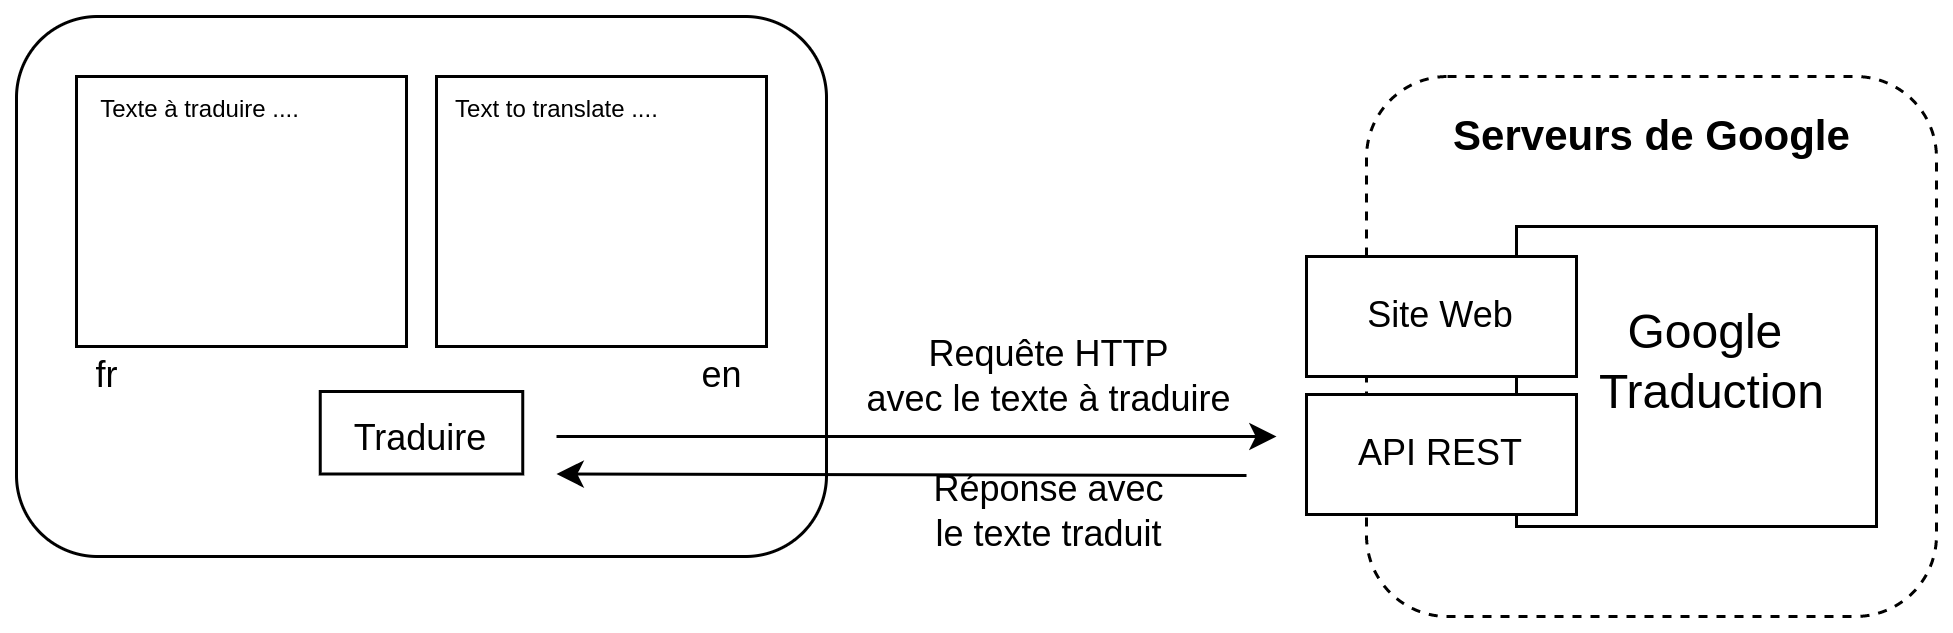 Texte à traduire ....
Text to translate ....
fr
en
Traduire
Requête HTTP
avec le texte à traduire
Réponse avec
le texte traduit
Serveurs de Google
Site Web
API REST
Google
Traduction